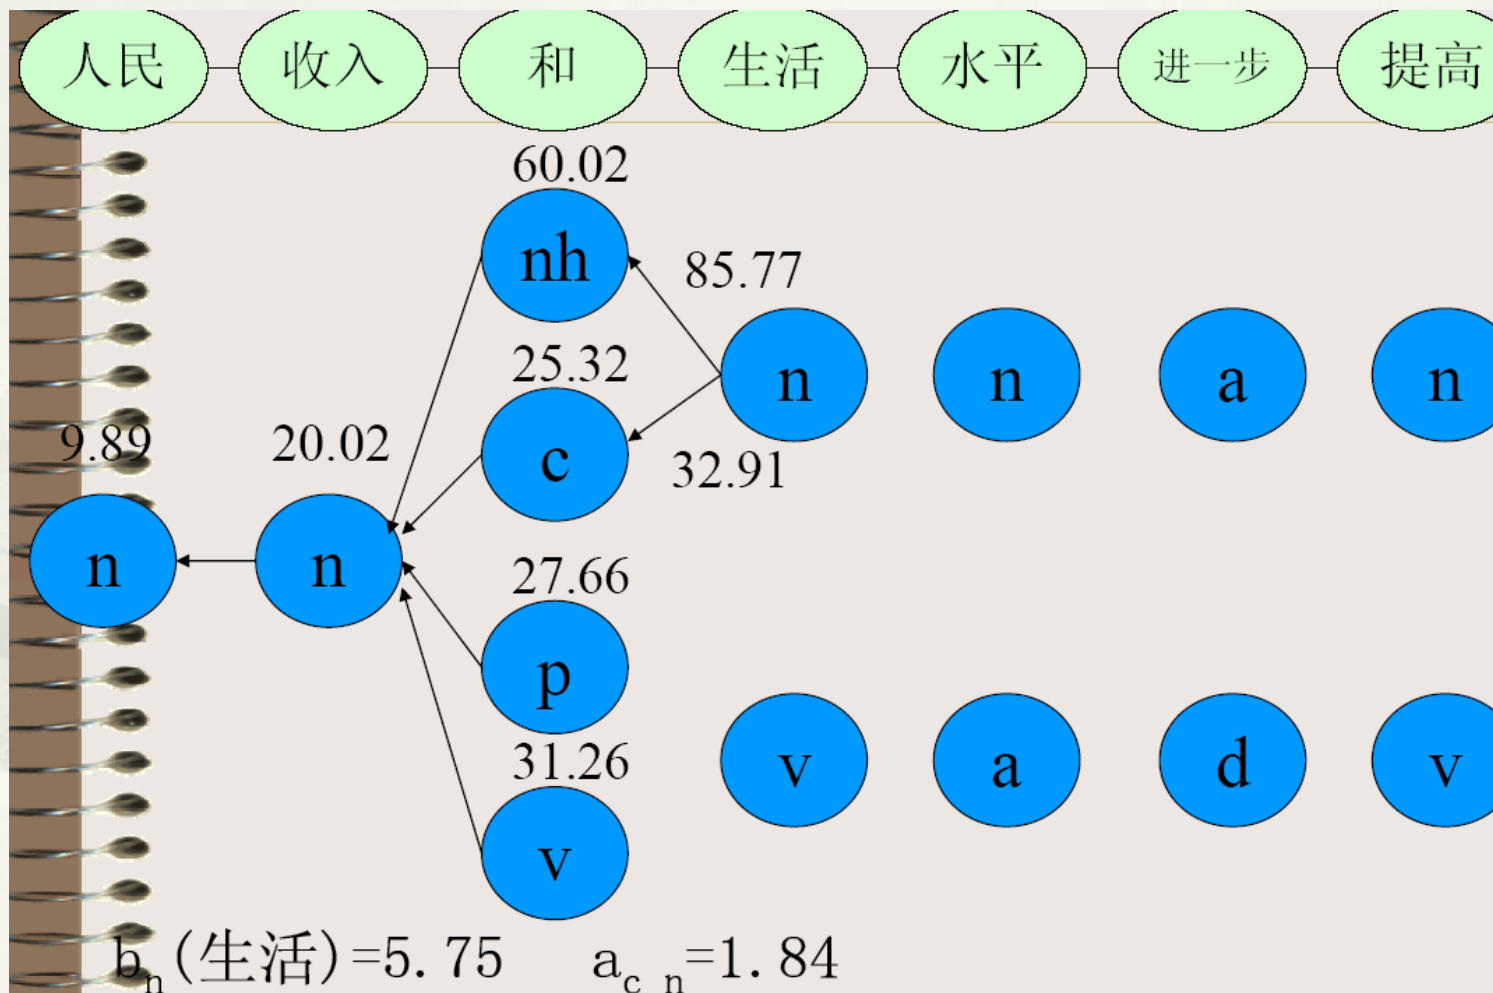 人民 收入 和 生活 水平 进一步 提高
60.02
nh
85.77
25.32
n n a n
9.89 20.02 c 32.91
n n
27.66
p
31.26
v a d v
v
bn(生活)=5.75 ac n=1.84